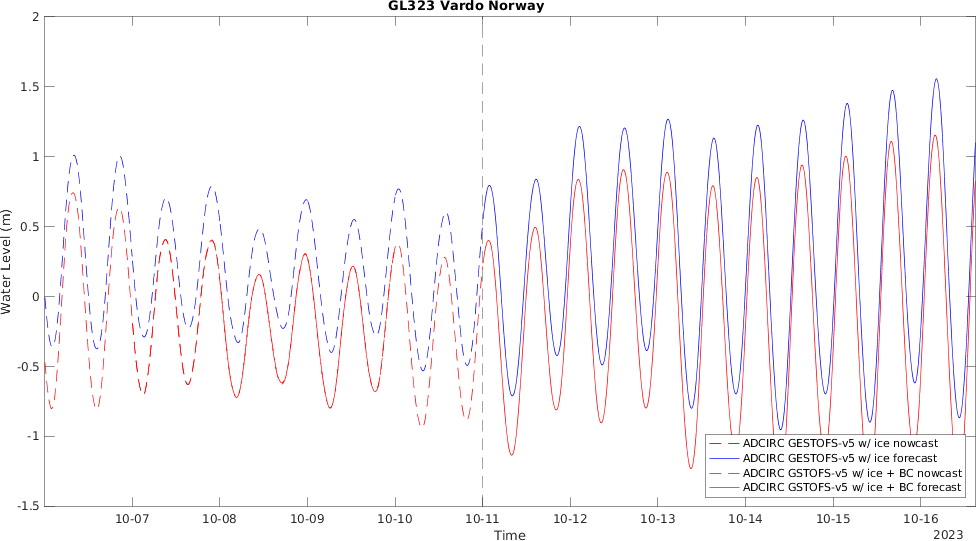 GL323 Vardo Norway
2
1.5
1
0.5
0
-0.5
-1
-1.5
Water Level (m)
ADCIRC GESTOFS-v5 w/ ice nowcast
ADCIRC GESTOFS-v5 w/ ice forecast
ADCIRC GSTOFS-v5 w/ ice + BC nowcast
ADCIRC GSTOFS-v5 w/ ice + BC forecast
10-07 10-08 10-09 10-10 10-11 10-12 10-13 10-14 10-15 10-16
Time
2023